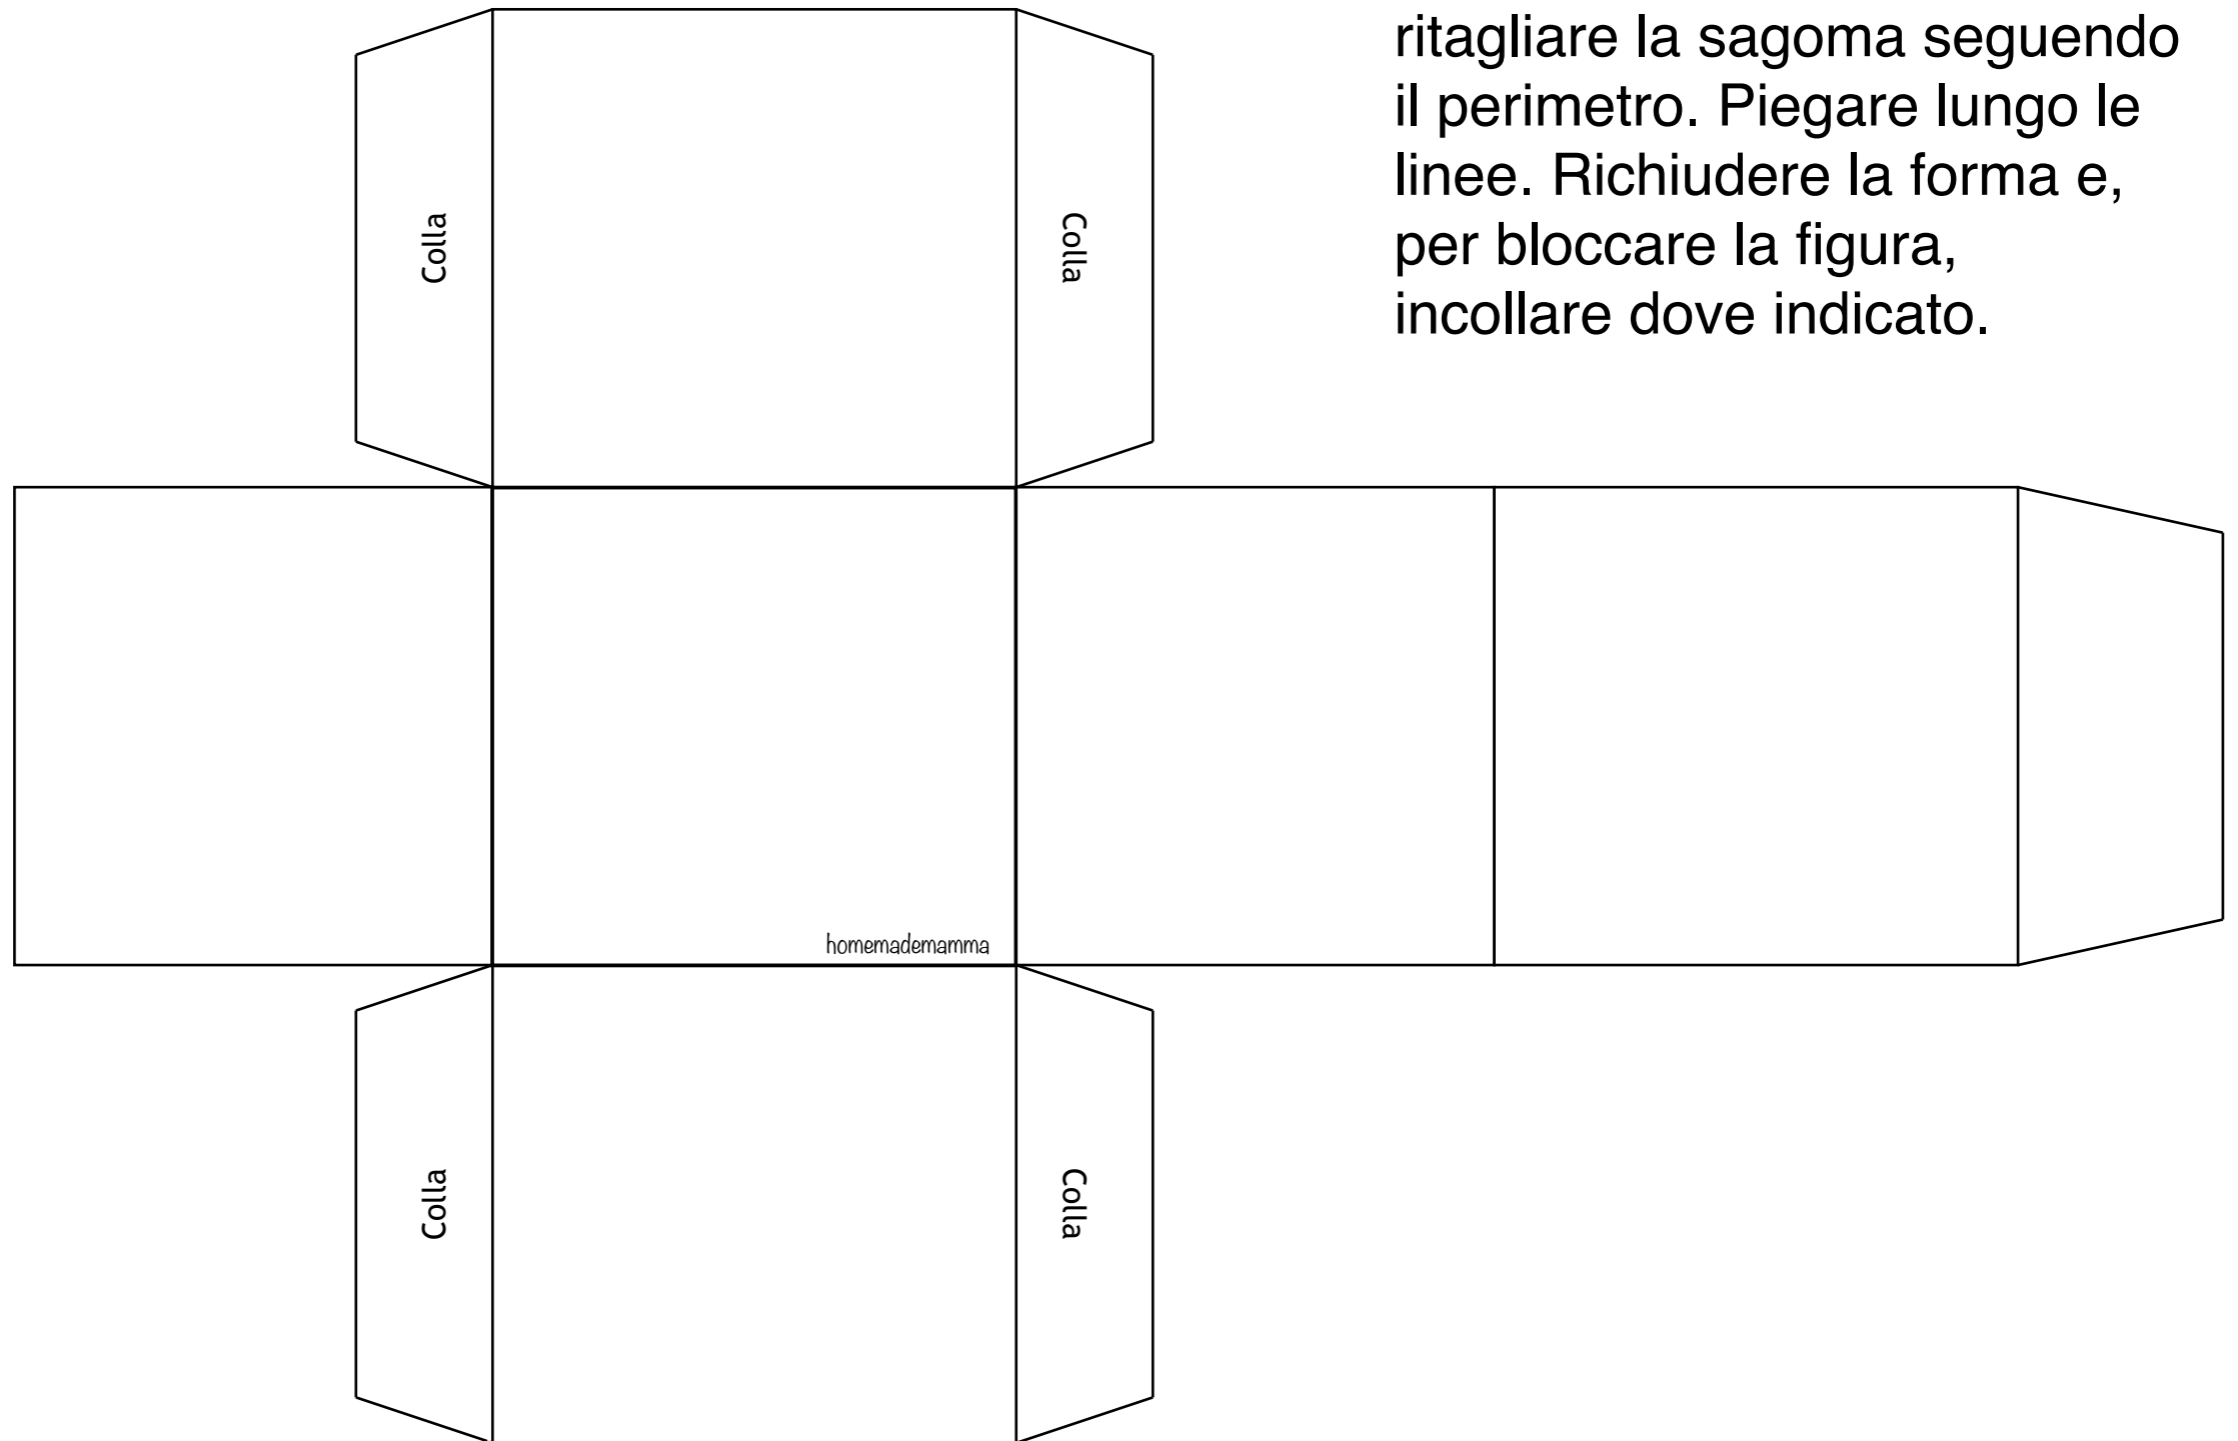 ritagliare la sagoma seguendo
il perimetro. Piegare lungo le
linee. Richiudere la forma e,
per bloccare la figura,
incollare dove indicato.
Colla
Colla
homemademamma
Colla
Colla